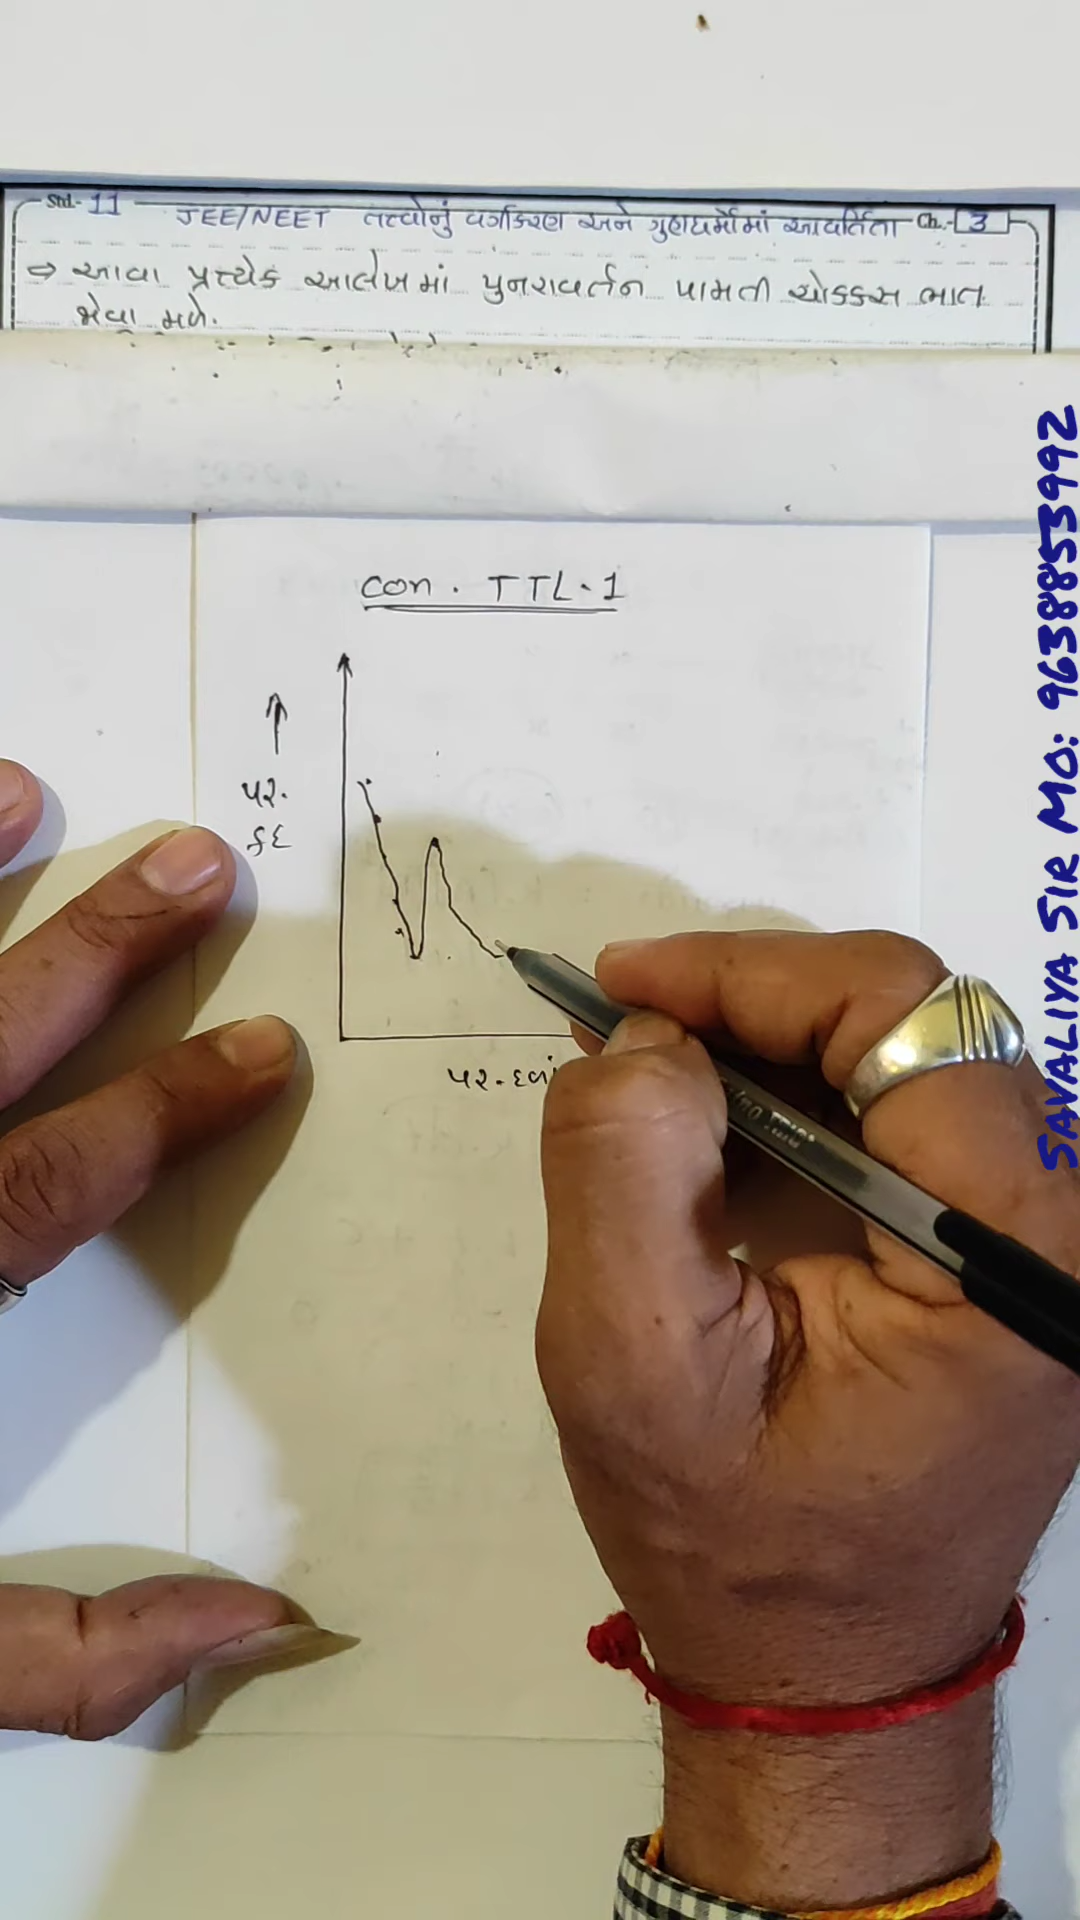 Std.- 11 JEE/NEET તત્ત્વોનું વર્ગીકરણ અને ગુણધર્મોમાં આવર્તિતા Ch.- 3
⇒ આવા પ્રત્યેક આલેખમાં પુનરાવર્તન પામતી ચોક્કસ ભાત
જોવા મળે.
con. TTL-1
પર.
કદ
પર.
SAVALIYA SIR MO: 9638853992